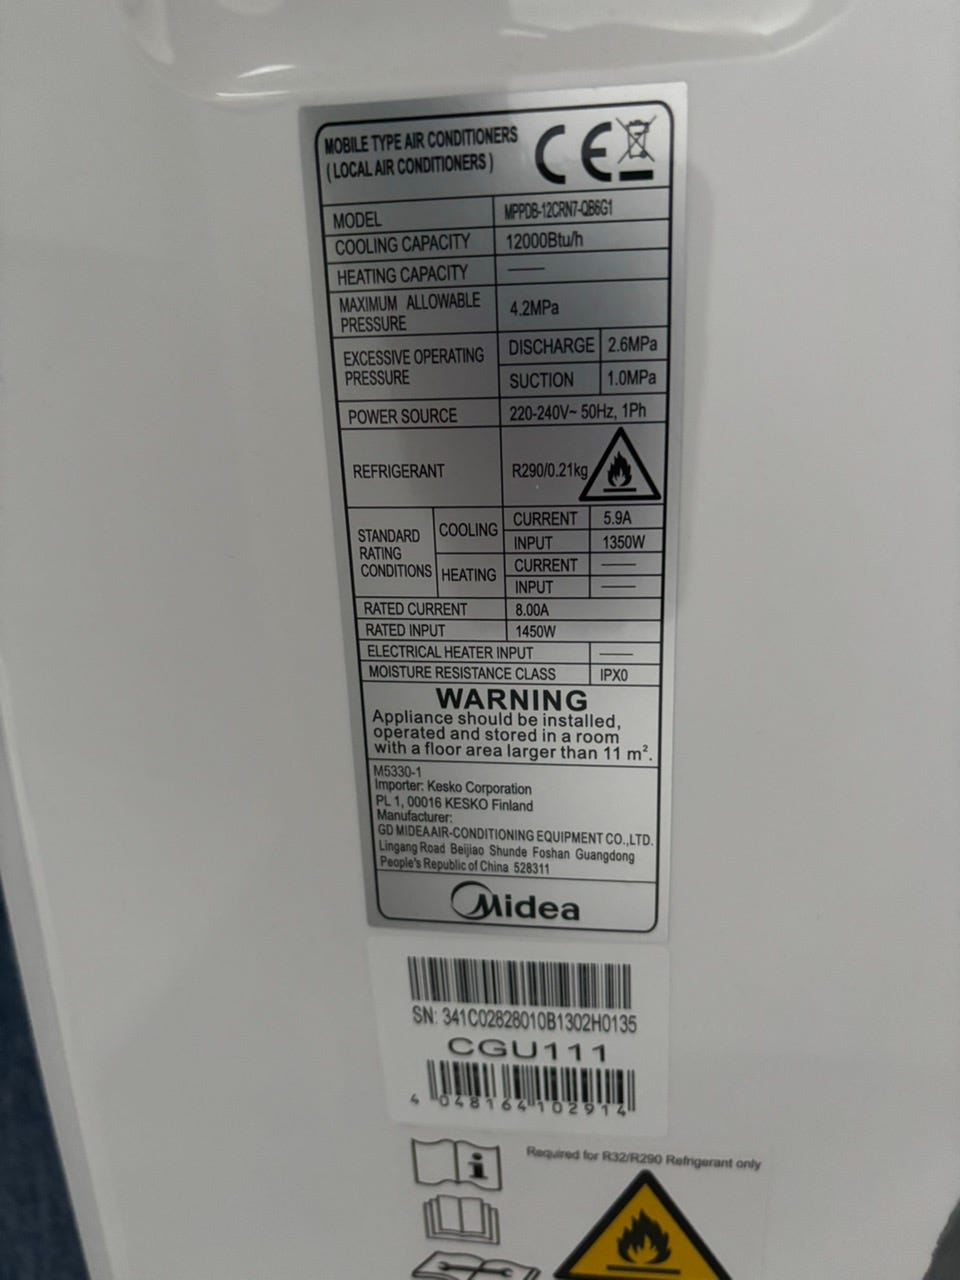 MOBILE TYPE AIR CONDITIONERS
( LOCAL AIR CONDITIONERS )
CE
MODEL MPPDB-12CRN7-QB6G1
COOLING CAPACITY 12000Btu/h
HEATING CAPACITY ——
MAXIMUM ALLOWABLE PRESSURE 4.2MPa
EXCESSIVE OPERATING PRESSURE DISCHARGE 2.6MPa
SUCTION 1.0MPa
POWER SOURCE 220-240V~ 50Hz, 1Ph
REFRIGERANT R290/0.21kg
STANDARD RATING CONDITIONS COOLING CURRENT 5.9A
INPUT 1350W
HEATING CURRENT ——
INPUT ——
RATED CURRENT 8.00A
RATED INPUT 1450W
ELECTRICAL HEATER INPUT ——
MOISTURE RESISTANCE CLASS IPX0
WARNING
Appliance should be installed,
operated and stored in a room
with a floor area larger than 11 m².
M5330-1
Importer: Kesko Corporation
PL 1, 00016 KESKO Finland
Manufacturer:
GD MIDEA AIR-CONDITIONING EQUIPMENT CO.,LTD.
Lingang Road Beijiao Shunde Foshan Guangdong
People's Republic of China 528311
Midea
SN: 341C02828010B1302H0135
CGU111
4 048164 102914
Required for R32/R290 Refrigerant only